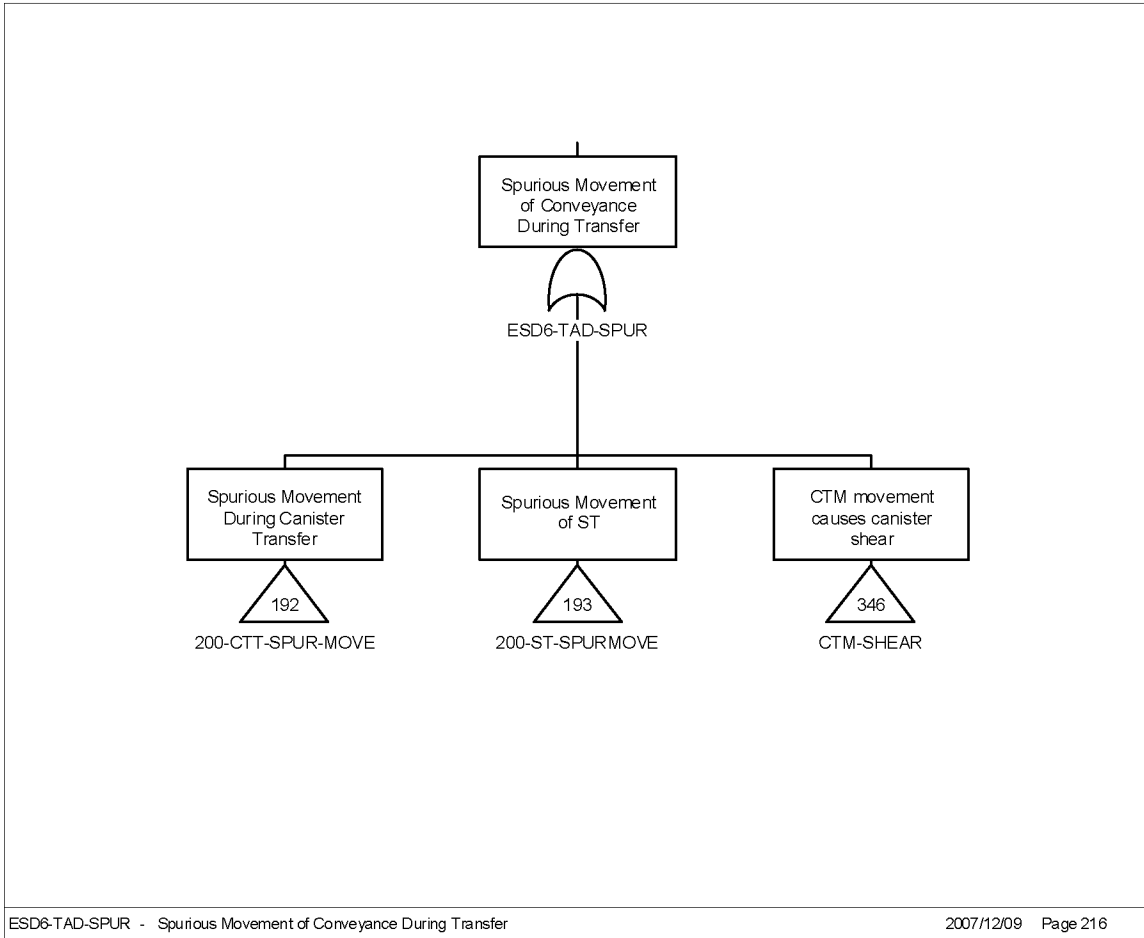 Spurious Movement
of Conveyance
During Transfer
ESD6-TAD-SPUR
Spurious Movement
During Canister
Transfer
192
200-CTT-SPUR-MOVE
Spurious Movement
of ST
193
200-ST-SPURMOVE
CTM movement
causes canister
shear
346
CTM-SHEAR
ESD6-TAD-SPUR - Spurious Movement of Conveyance During Transfer
2007/12/09 Page 216